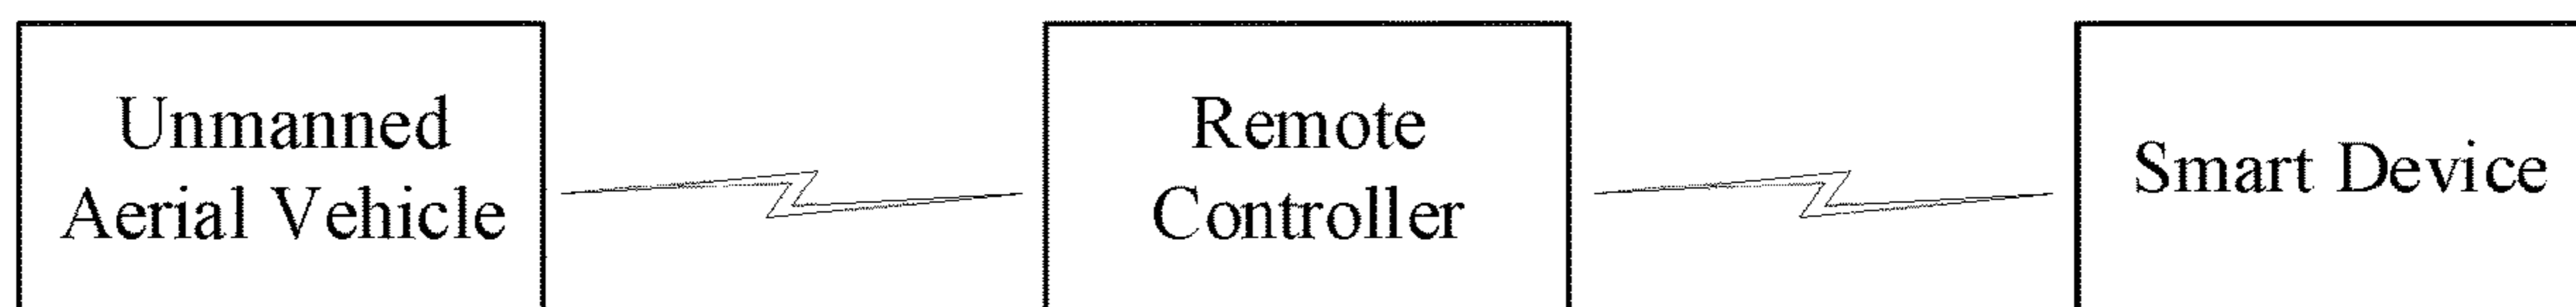 Unmanned
Aerial Vehicle
Remote
Controller
Smart Device